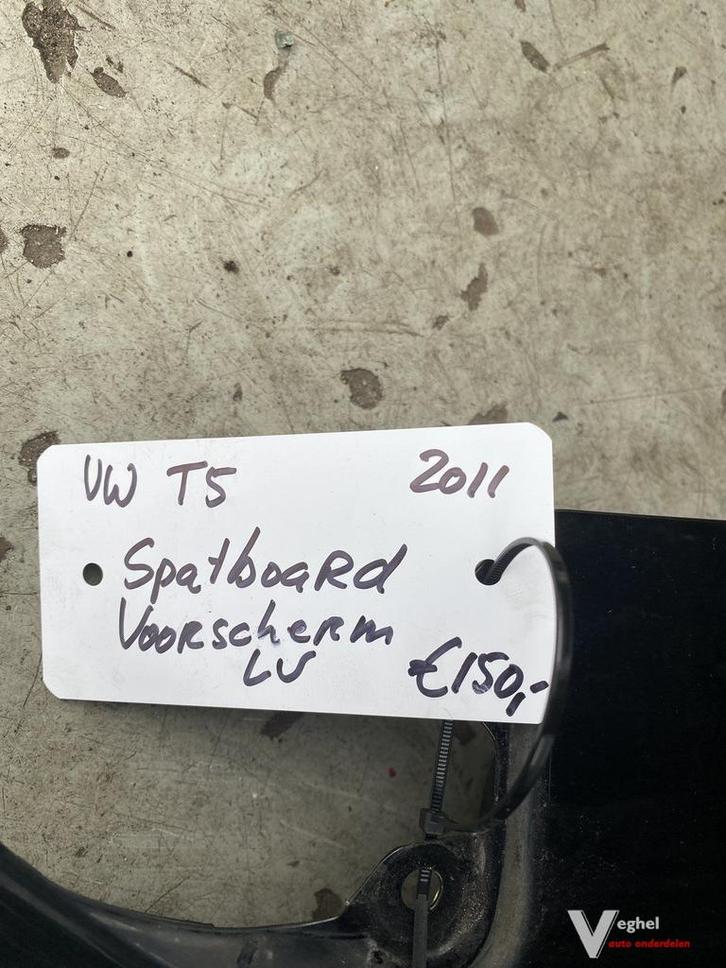 VW T5 2011
Spatboard
Voorscherm
LV €150,-
Veghel
auto onderdelen